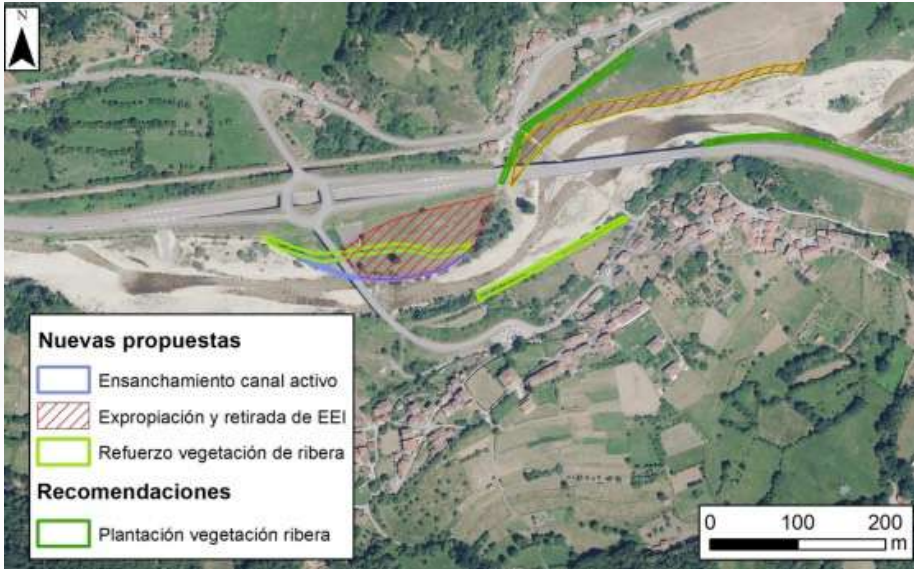 N
Nuevas propuestas
Ensanchamiento canal activo
Expropiación y retirada de EEI
Refuerzo vegetación de ribera
Recomendaciones
Plantación vegetación ribera
0 100 200
m